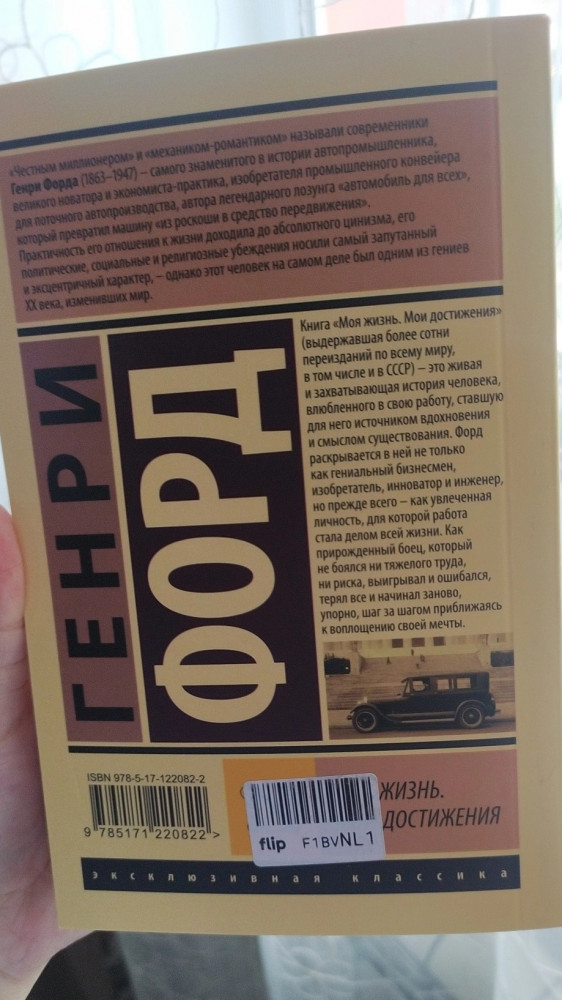 «Честным миллионером» и «механиком-романтиком» называли современники
Генри Форда (1863–1947) – самого знаменитого в истории автопромышленника,
великого новатора и экономиста-практика, изобретателя промышленного конвейера
для поточного автопроизводства, автора легендарного лозунга «автомобиль для всех»,
который превратил машину «из роскоши в средство передвижения».
Практичность его отношения к жизни доходила до абсолютного цинизма, его
политические, социальные и религиозные убеждения носили самый запутанный
и эксцентричный характер, – однако этот человек на самом деле был одним из гениев
XX века, изменивших мир.
ГЕНРИ
ФОРД
Книга «Моя жизнь. Мои достижения»
(выдержавшая более сотни
переизданий по всему миру,
в том числе и в СССР) – это живая
и захватывающая история человека,
влюбленного в свою работу, ставшую
для него источником вдохновения
и смыслом существования. Форд
раскрывается в ней не только
как гениальный бизнесмен,
изобретатель, инноватор и инженер,
но прежде всего – как увлеченная
личность, для которой работа
стала делом всей жизни. Как
прирожденный боец, который
не боялся ни тяжелого труда,
ни риска, выигрывал и ошибался,
терял все и начинал заново,
упорно, шаг за шагом приближаясь
к воплощению своей мечты.
ISBN 978-5-17-122082-2
9 785171 220822 >
ЖИЗНЬ.
ДОСТИЖЕНИЯ
flip F1BVNL1
эксклюзивная классика